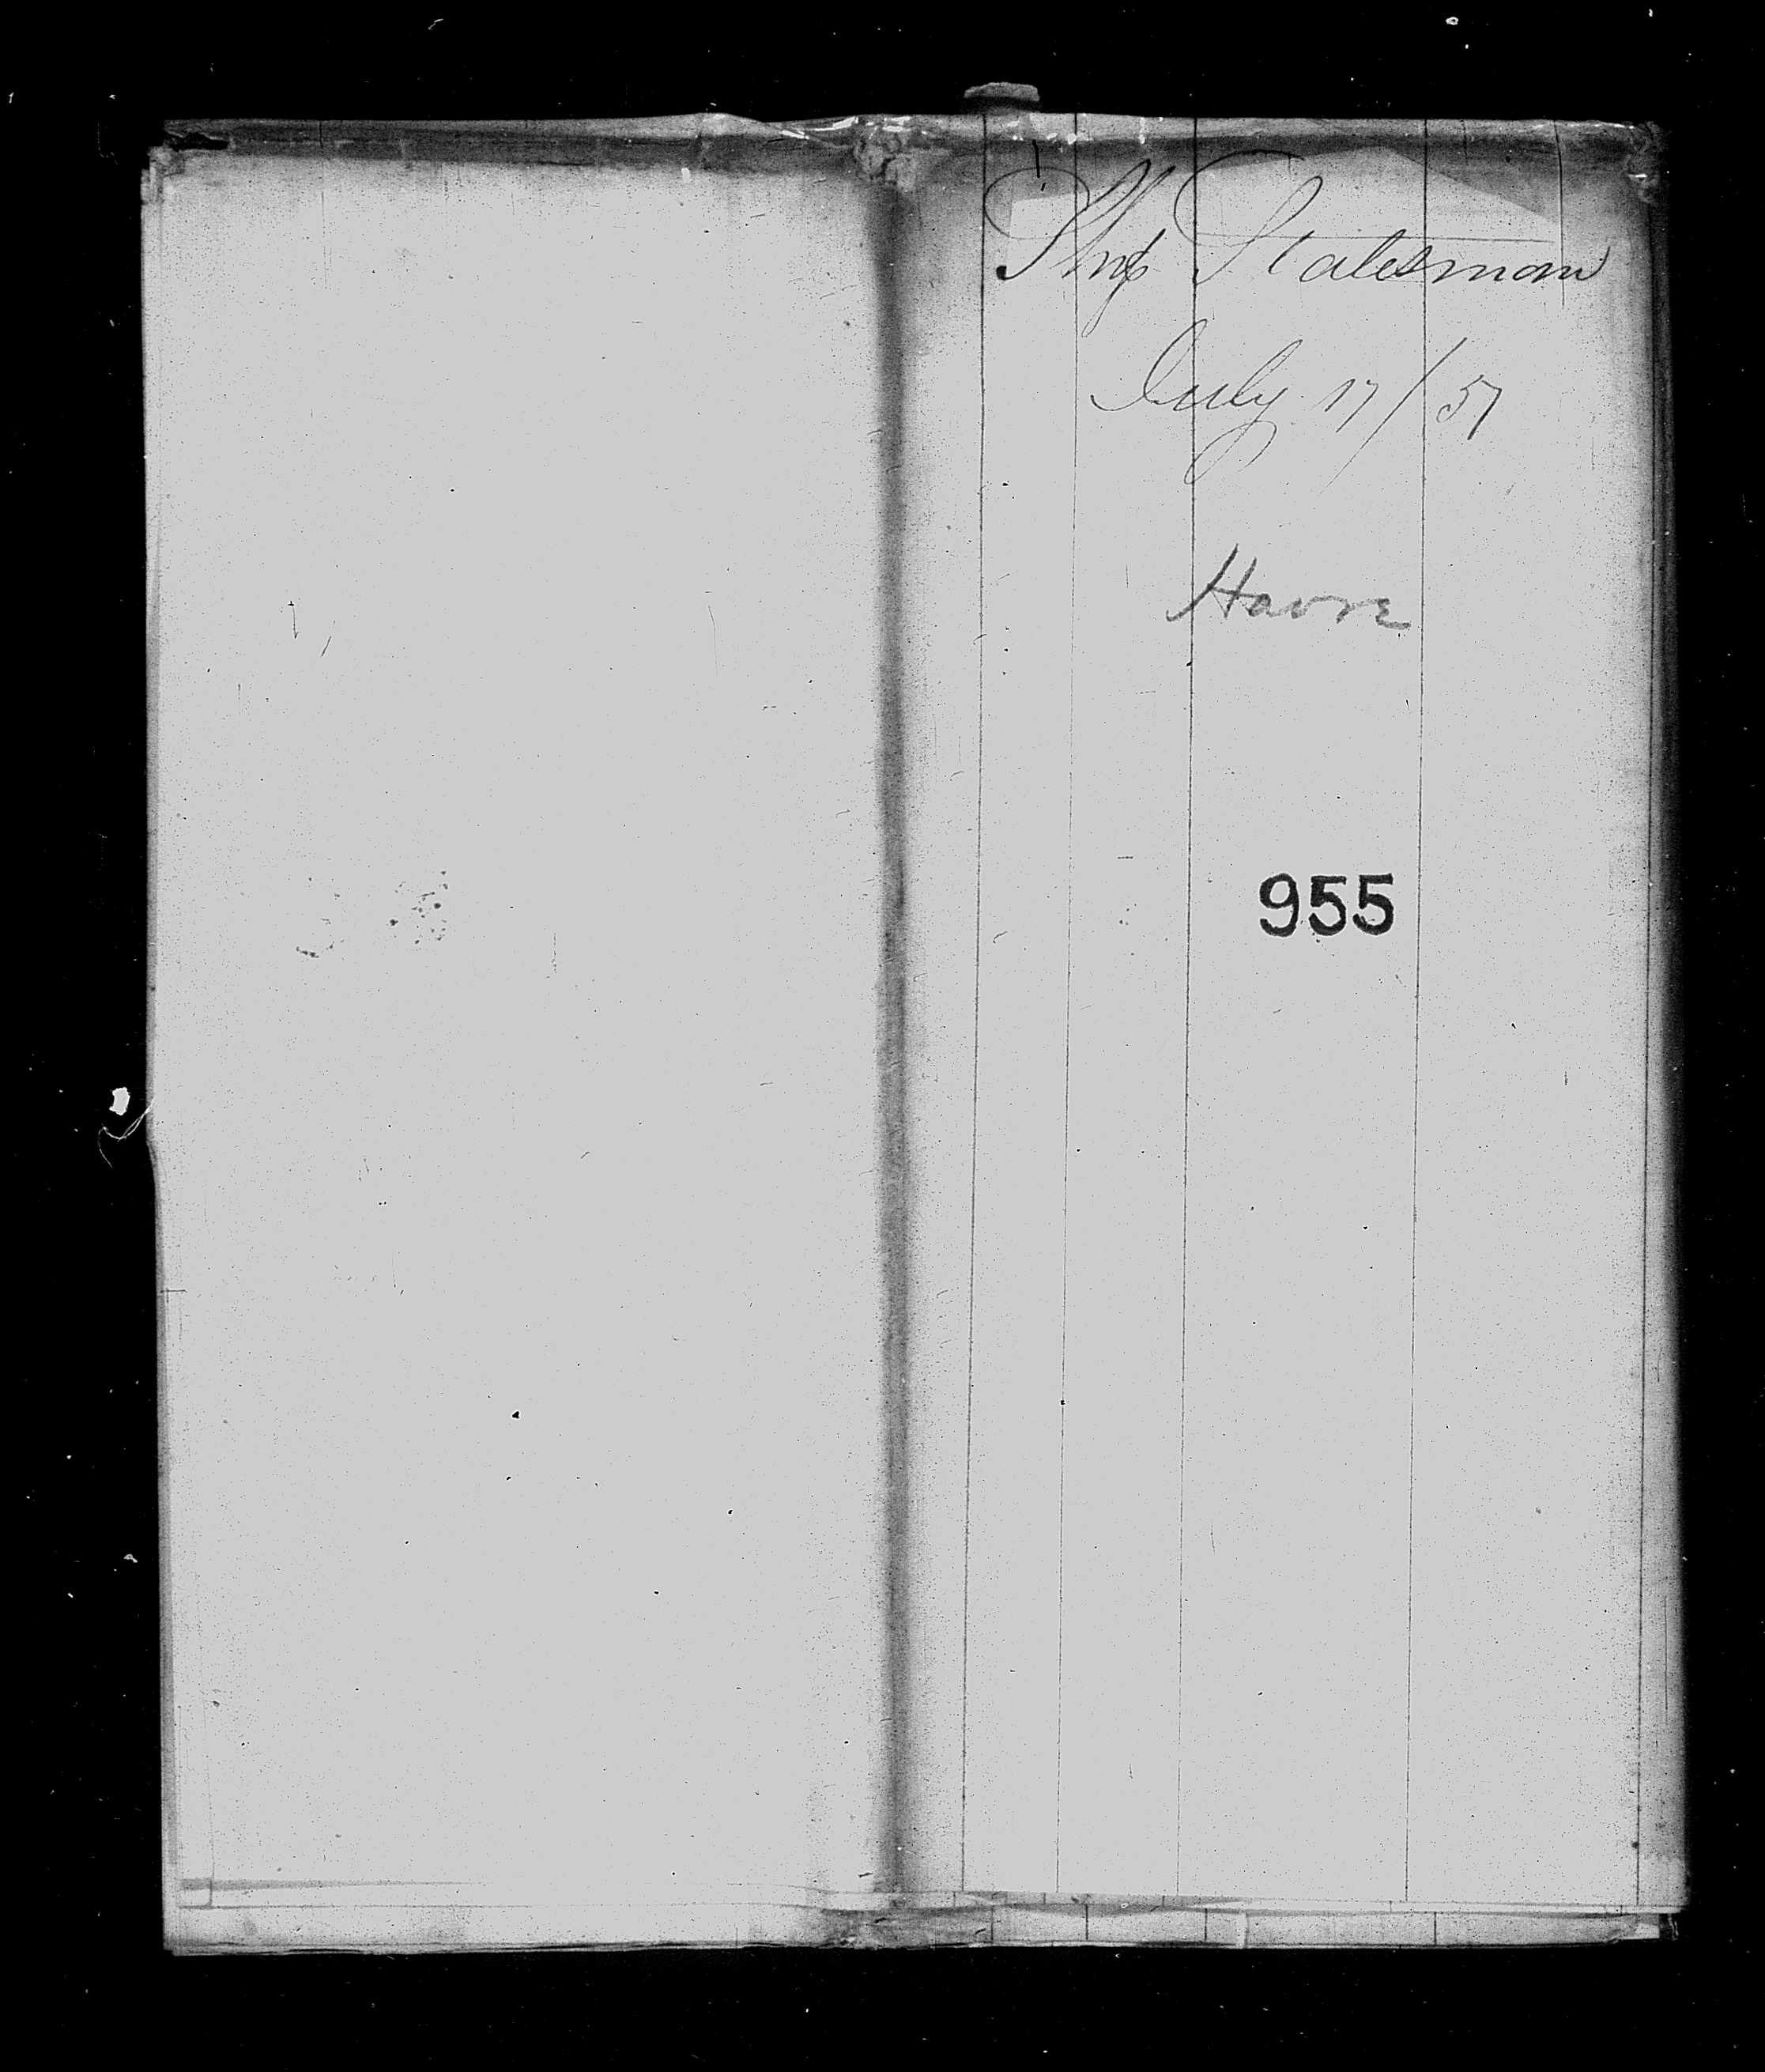 Ship Statesman
July 17/57
Havre
955